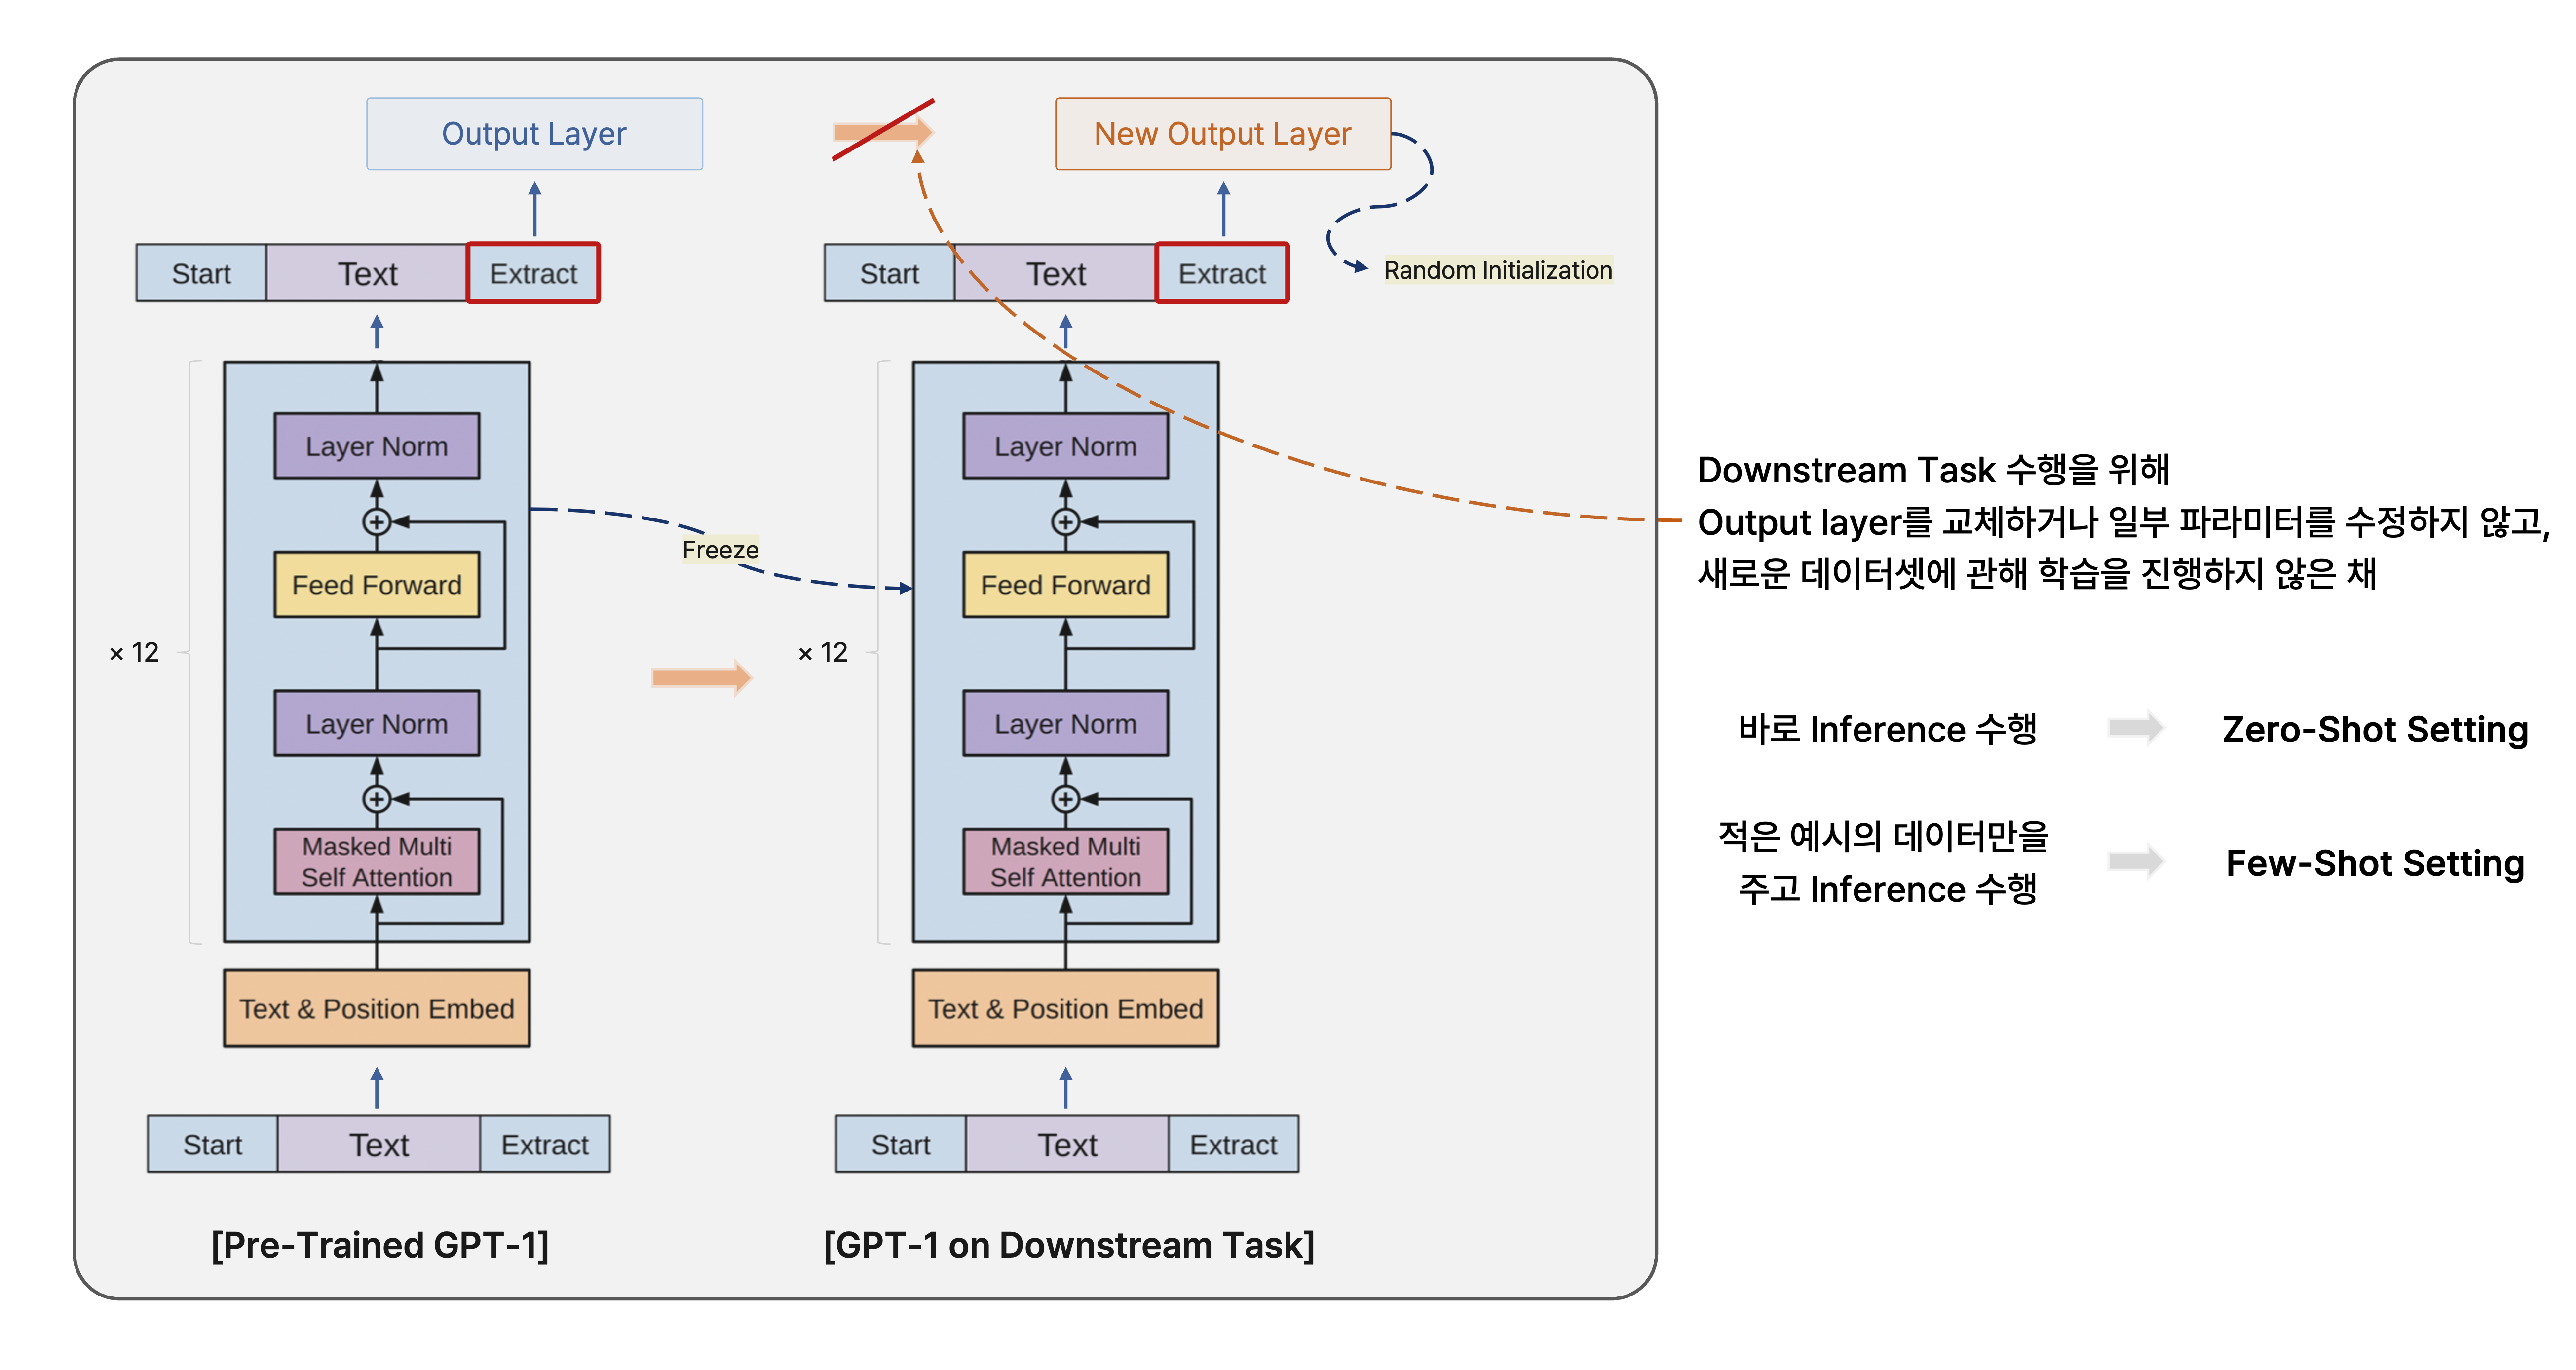 Output Layer
New Output Layer
Start Text Extract
Start Text Extract
Random Initialization
Layer Norm
Layer Norm
Downstream Task 수행을 위해
Output layer를 교체하거나 일부 파라미터를 수정하지 않고,
새로운 데이터셋에 관해 학습을 진행하지 않은 채
Freeze
Feed Forward
Feed Forward
× 12
× 12
Layer Norm
Layer Norm
바로 Inference 수행
Zero-Shot Setting
Masked Multi
Self Attention
Masked Multi
Self Attention
적은 예시의 데이터만을
주고 Inference 수행
Few-Shot Setting
Text & Position Embed
Text & Position Embed
Start Text Extract
Start Text Extract
[Pre-Trained GPT-1]
[GPT-1 on Downstream Task]